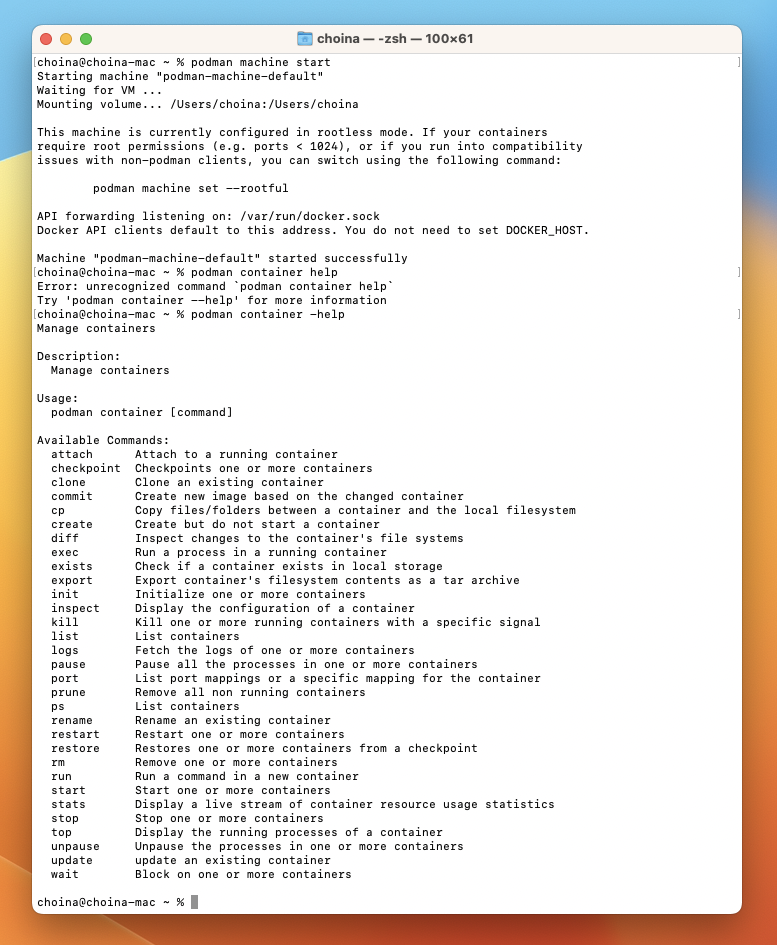 choina — -zsh — 100×61
[choina@choina-mac ~ % podman machine start ]
Starting machine "podman-machine-default"
Waiting for VM ...
Mounting volume... /Users/choina:/Users/choina
This machine is currently configured in rootless mode. If your containers
require root permissions (e.g. ports < 1024), or if you run into compatibility
issues with non-podman clients, you can switch using the following command:
podman machine set --rootful
API forwarding listening on: /var/run/docker.sock
Docker API clients default to this address. You do not need to set DOCKER_HOST.
Machine "podman-machine-default" started successfully
[choina@choina-mac ~ % podman container help ]
Error: unrecognized command `podman container help`
Try 'podman container --help' for more information
[choina@choina-mac ~ % podman container -help ]
Manage containers
Description:
Manage containers
Usage:
podman container [command]
Available Commands:
attach Attach to a running container
checkpoint Checkpoints one or more containers
clone Clone an existing container
commit Create new image based on the changed container
cp Copy files/folders between a container and the local filesystem
create Create but do not start a container
diff Inspect changes to the container's file systems
exec Run a process in a running container
exists Check if a container exists in local storage
export Export container's filesystem contents as a tar archive
init Initialize one or more containers
inspect Display the configuration of a container
kill Kill one or more running containers with a specific signal
list List containers
logs Fetch the logs of one or more containers
pause Pause all the processes in one or more containers
port List port mappings or a specific mapping for the container
prune Remove all non running containers
ps List containers
rename Rename an existing container
restart Restart one or more containers
restore Restores one or more containers from a checkpoint
rm Remove one or more containers
run Run a command in a new container
start Start one or more containers
stats Display a live stream of container resource usage statistics
stop Stop one or more containers
top Display the running processes of a container
unpause Unpause the processes in one or more containers
update update an existing container
wait Block on one or more containers
choina@choina-mac ~ %